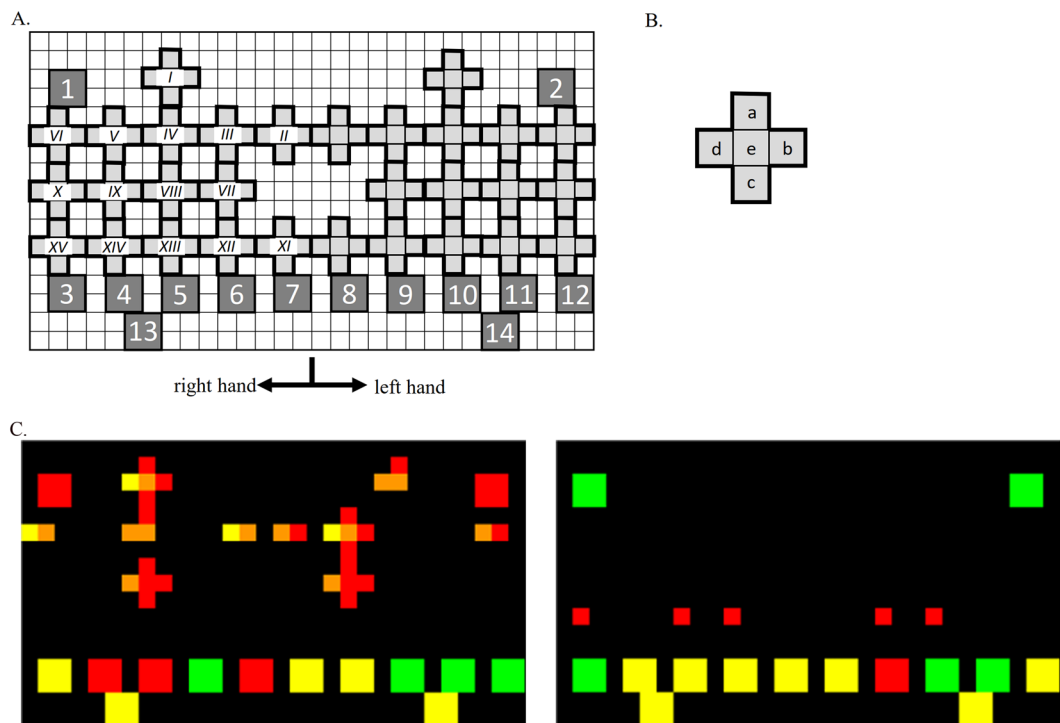 A.
B.
I
1
2
VI V IV III II
a
d e b
c
X IX VIII VII
XV XIV XIII XII XI
3 4 5 6 7 8 9 10 11 12
13 14
right hand left hand
C.